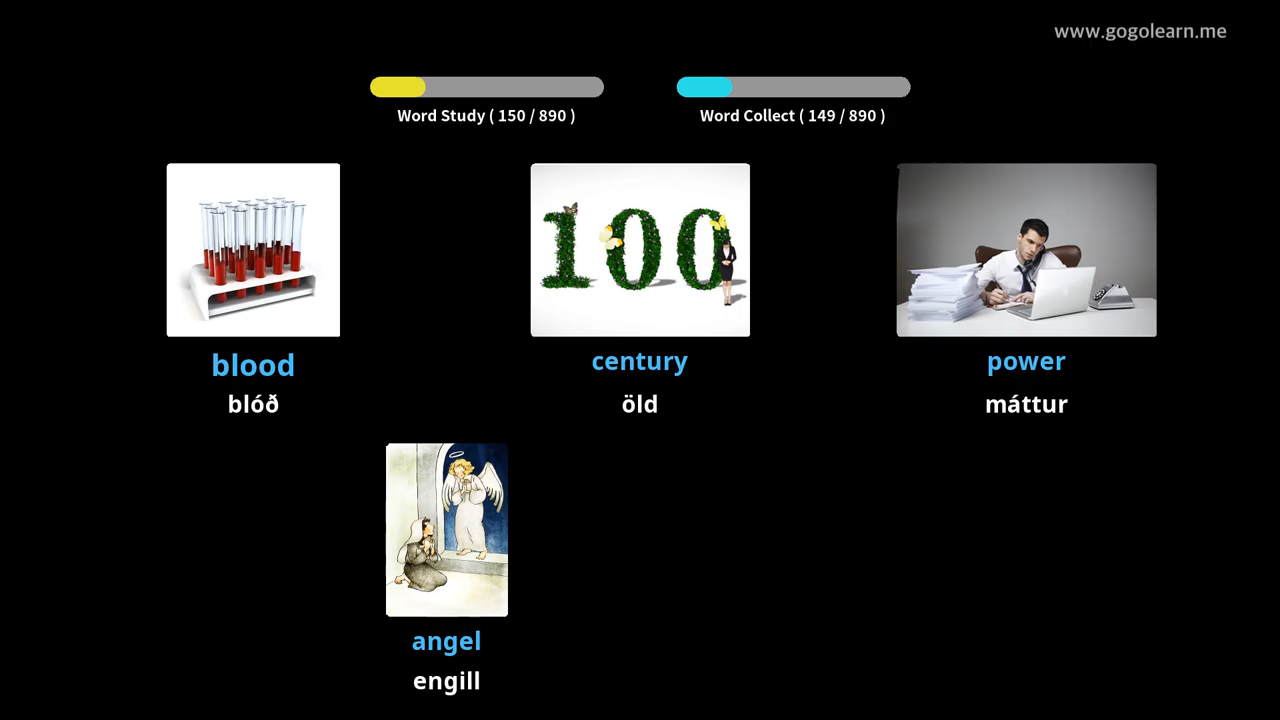 www.gogolearn.me
Word Study ( 150 / 890 )
Word Collect ( 149 / 890 )
100
blood
blóð
century
öld
power
máttur
angel
engill